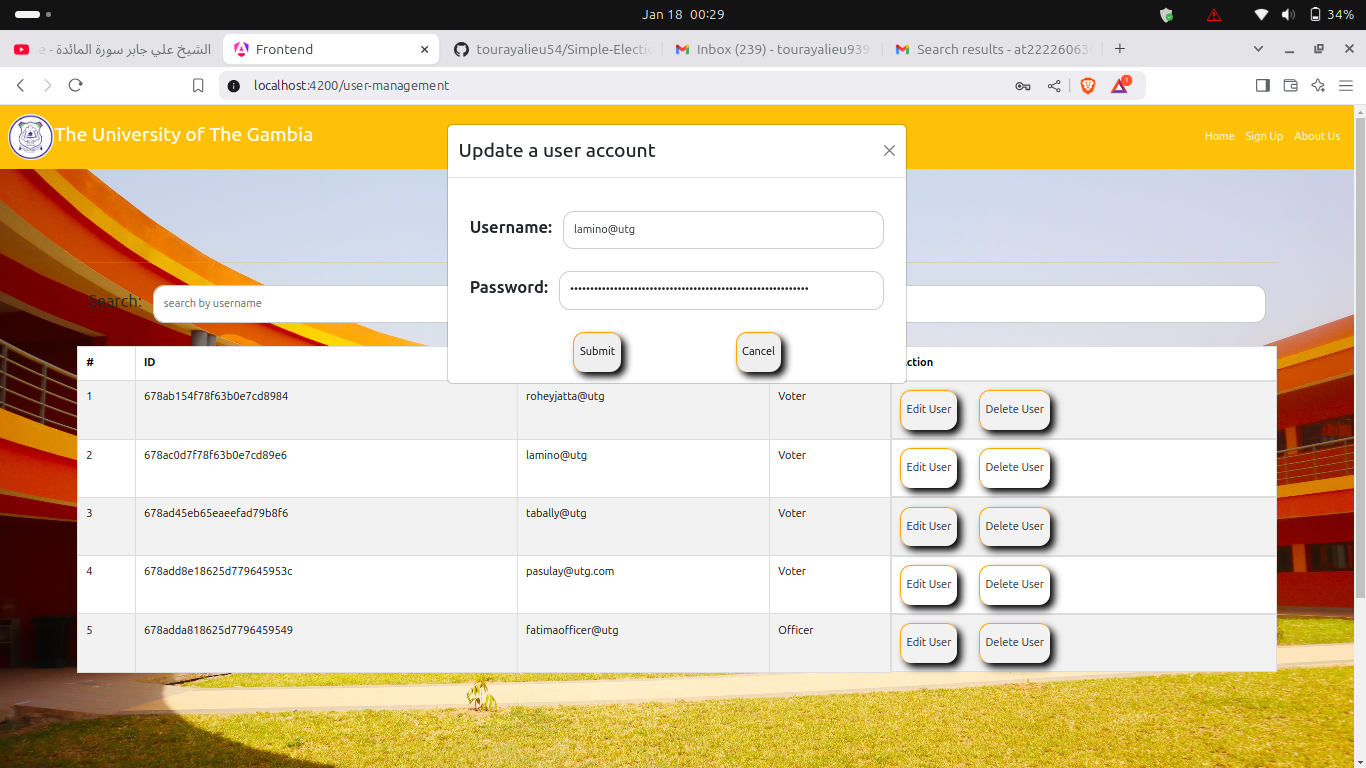 Jan 18 00:29
34%
الشيخ علي جابر سورة المائدة - e
Frontend
tourayalieu54/Simple-Electi
Inbox (239) - tourayalieu939
Search results - at22226063
localhost:4200/user-management
1
The University of The Gambia
Home
Sign Up
About Us
Update a user account
Username:
lamino@utg
Password:
••••••••••••••••••••••••••••••••••••••••••••••••••••••••••••
Submit
Cancel
Search:
search by username
# ID ction
1 678ab154f78f63b0e7cd8984 roheyjatta@utg Voter Edit User Delete User
2 678ac0d7f78f63b0e7cd89e6 lamino@utg Voter Edit User Delete User
3 678ad45eb65eaeefad79b8f6 tabally@utg Voter Edit User Delete User
4 678add8e18625d779645953c pasulay@utg.com Voter Edit User Delete User
5 678adda818625d7796459549 fatimaofficer@utg Officer Edit User Delete User